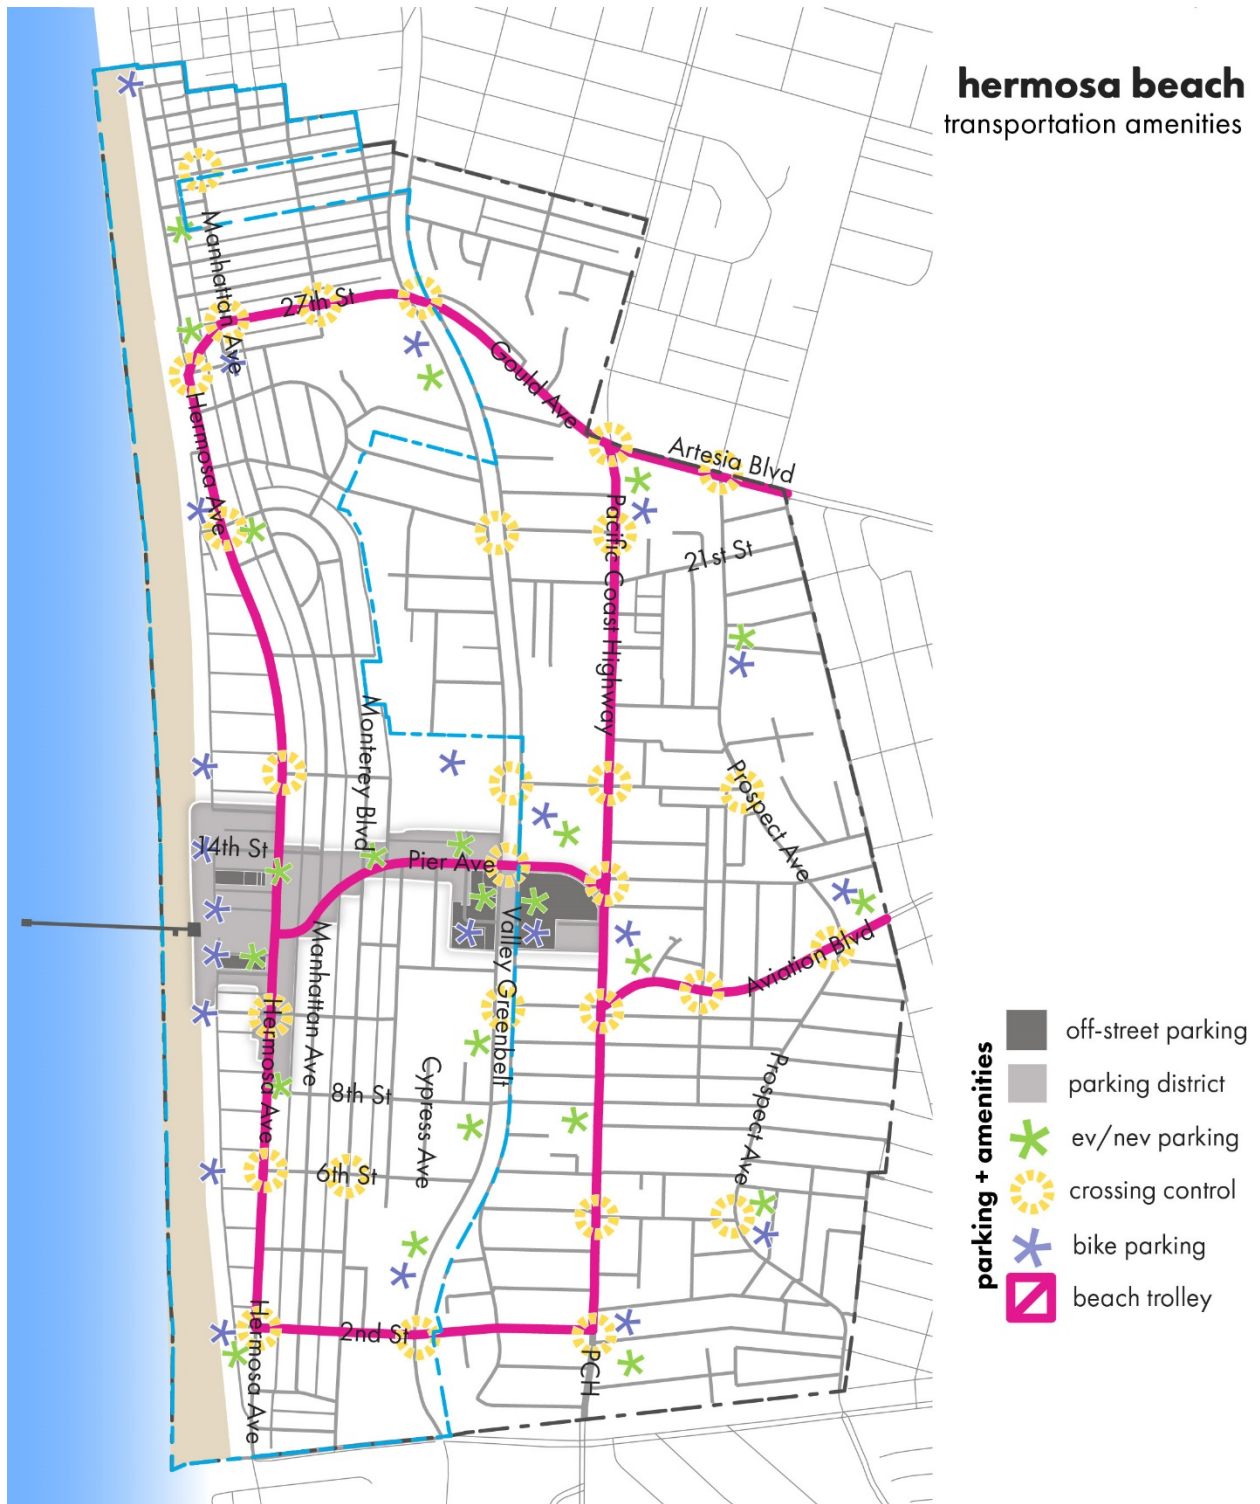 hermosa beach
transportation amenities
Manhattan Ave
27th St
Gould Ave
Hermosa Ave
Artesia Blvd
Pacific Coast Highway
21st St
Monterey Blvd
Prospect Ave
14th St
Pier Ave
Valley Greenbelt
Manhattan Ave
Aviation Blvd
Hermosa Ave
Cypress Ave
8th St
Prospect Ave
6th St
Hermosa Ave
2nd St
PCH
parking + amenities
off-street parking
parking district
ev/nev parking
crossing control
bike parking
beach trolley